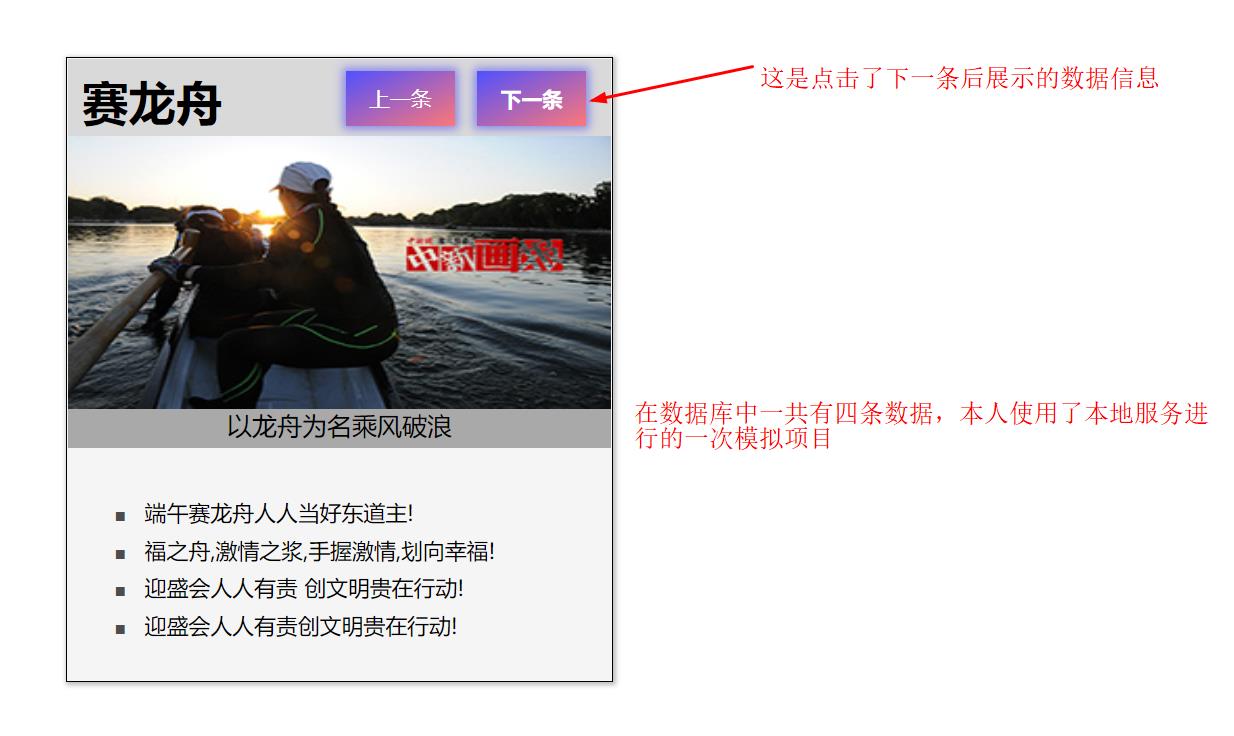 赛龙舟
上一条
下一条
这是点击了下一条后展示的数据信息
中新画报
以龙舟为名乘风破浪
在数据库中一共有四条数据，本人使用了本地服务进
行的一次模拟项目
端午赛龙舟人人当好东道主!
福之舟,激情之浆,手握激情,划向幸福!
迎盛会人人有责 创文明贵在行动!
迎盛会人人有责创文明贵在行动!